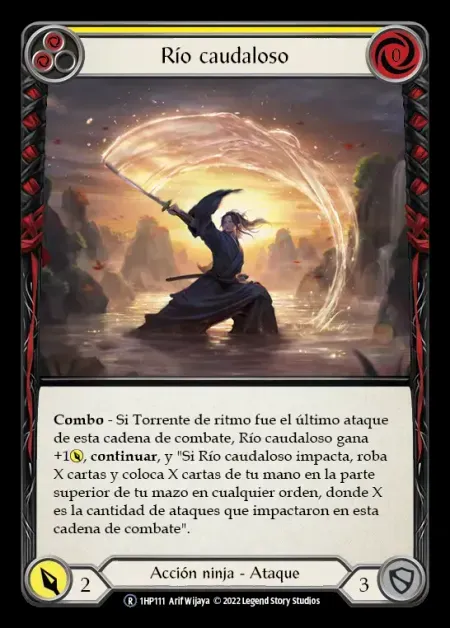 Río caudaloso
0
Combo - Si Torrente de ritmo fue el último ataque
de esta cadena de combate, Río caudaloso gana
+1, continuar, y "Si Río caudaloso impacta, roba
X cartas y coloca X cartas de tu mano en la parte
superior de tu mazo en cualquier orden, donde X
es la cantidad de ataques que impactaron en esta
cadena de combate".
2
Acción ninja - Ataque
3
R 1HP111 Arif Wijaya © 2022 Legend Story Studios